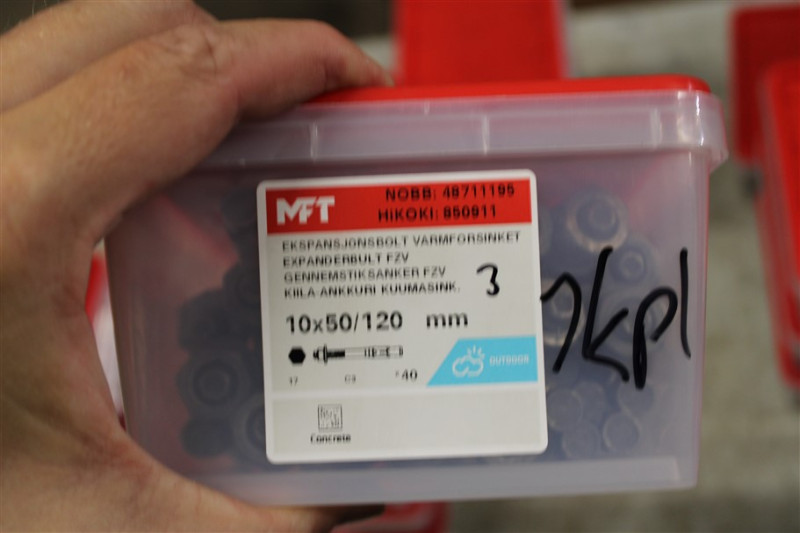 MFT
NOBB: 48711195
HiKOKI: 850911
EKSPANSJONSBOLT VARMFORSINKET
EXPANDERBULT FZV
GENNEMSTIKSANKER FZV
KIILA-ANKKURI KUUMASINK.
3
10x50/120 mm
OUTDOOR
17
40
Concrete
kpl